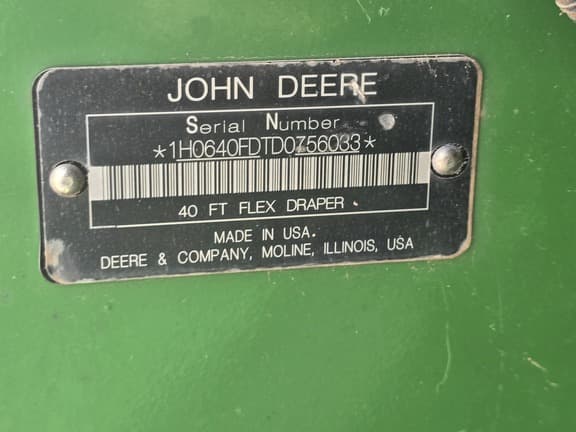 JOHN DEERE
Serial Number
*1H0640FDTD0756033*
40 FT FLEX DRAPER
MADE IN USA.
DEERE & COMPANY, MOLINE, ILLINOIS, USA